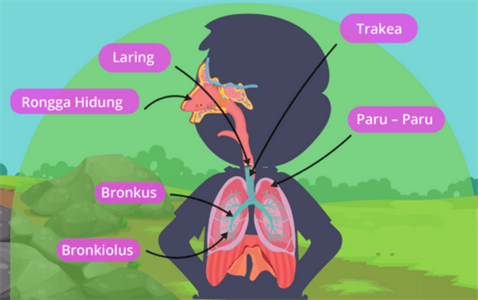 Trakea
Laring
Rongga Hidung
Paru – Paru
Bronkus
Bronkiolus